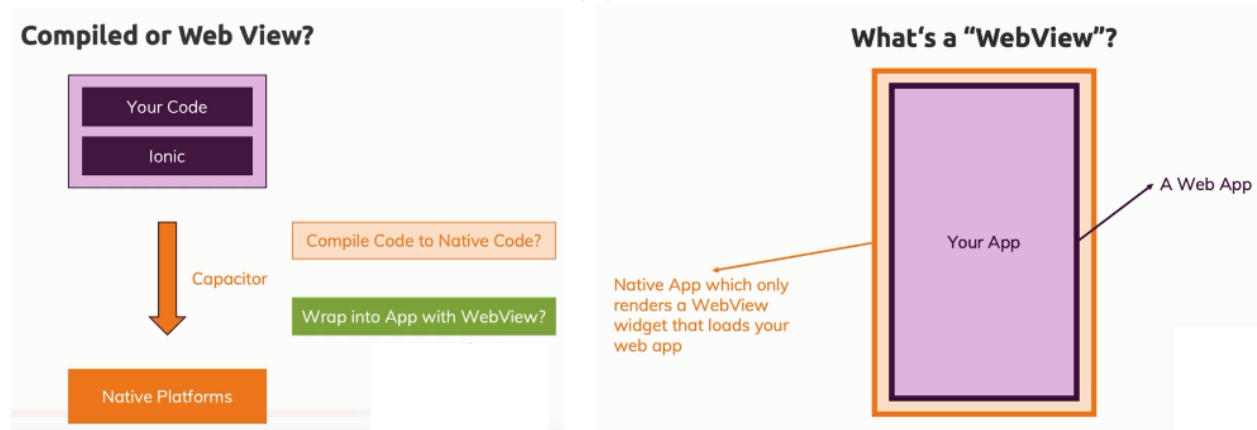 Compiled or Web View?
Your Code
Ionic
Capacitor
Compile Code to Native Code?
Wrap into App with WebView?
Native Platforms
What's a “WebView”?
Your App
A Web App
Native App which only
renders a WebView
widget that loads your
web app